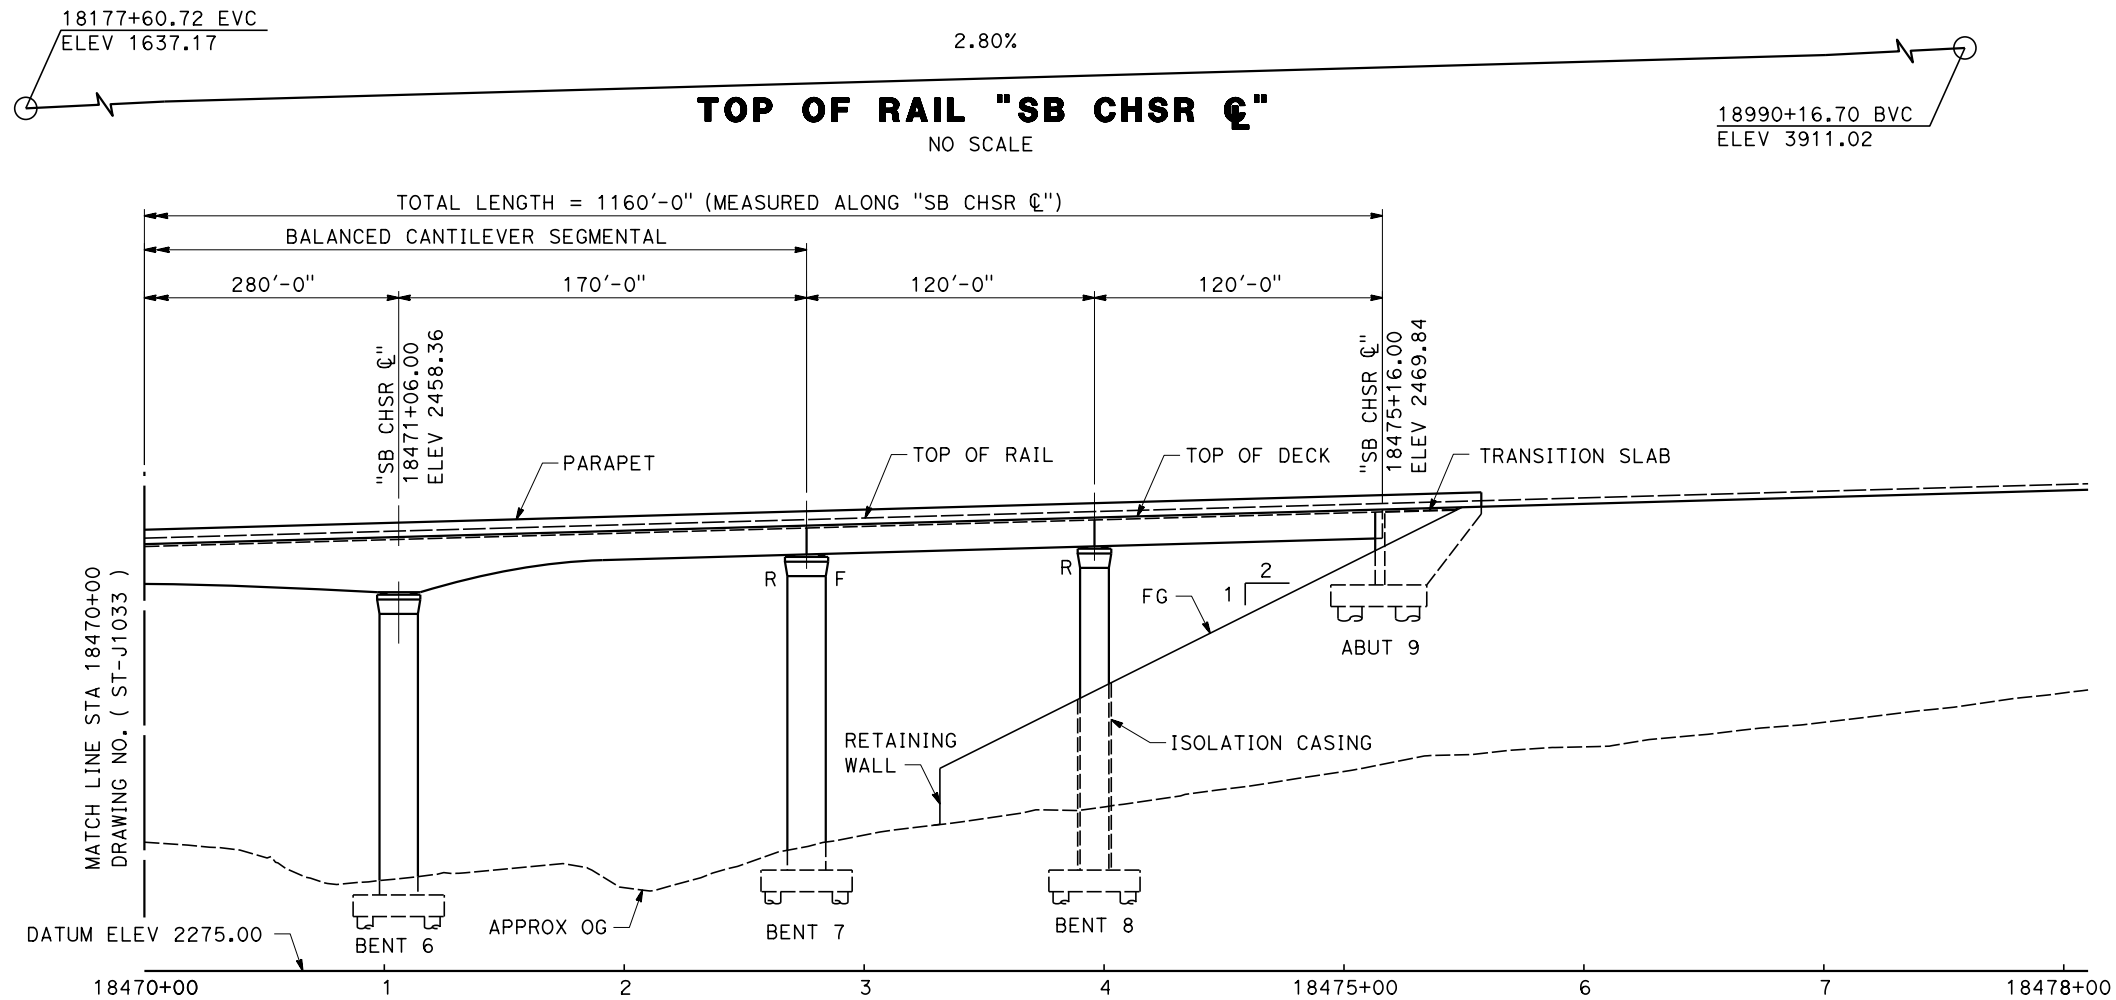 18177+60.72 EVC
ELEV 1637.17
2.80%
TOP OF RAIL "SB CHSR ℄"
NO SCALE
18990+16.70 BVC
ELEV 3911.02
TOTAL LENGTH = 1160'-0" (MEASURED ALONG "SB CHSR ℄")
BALANCED CANTILEVER SEGMENTAL
280'-0"
170'-0"
120'-0"
120'-0"
"SB CHSR ℄"
18471+06.00
ELEV 2458.36
"SB CHSR ℄"
18475+16.00
ELEV 2469.84
PARAPET
TOP OF RAIL
TOP OF DECK
TRANSITION SLAB
R
F
R
FG
1
2
ABUT 9
MATCH LINE STA 18470+00
DRAWING NO. ( ST-J1033 )
RETAINING
WALL
ISOLATION CASING
APPROX OG
BENT 6
BENT 7
BENT 8
DATUM ELEV 2275.00
18470+00 1 2 3 4 18475+00 6 7 18478+00